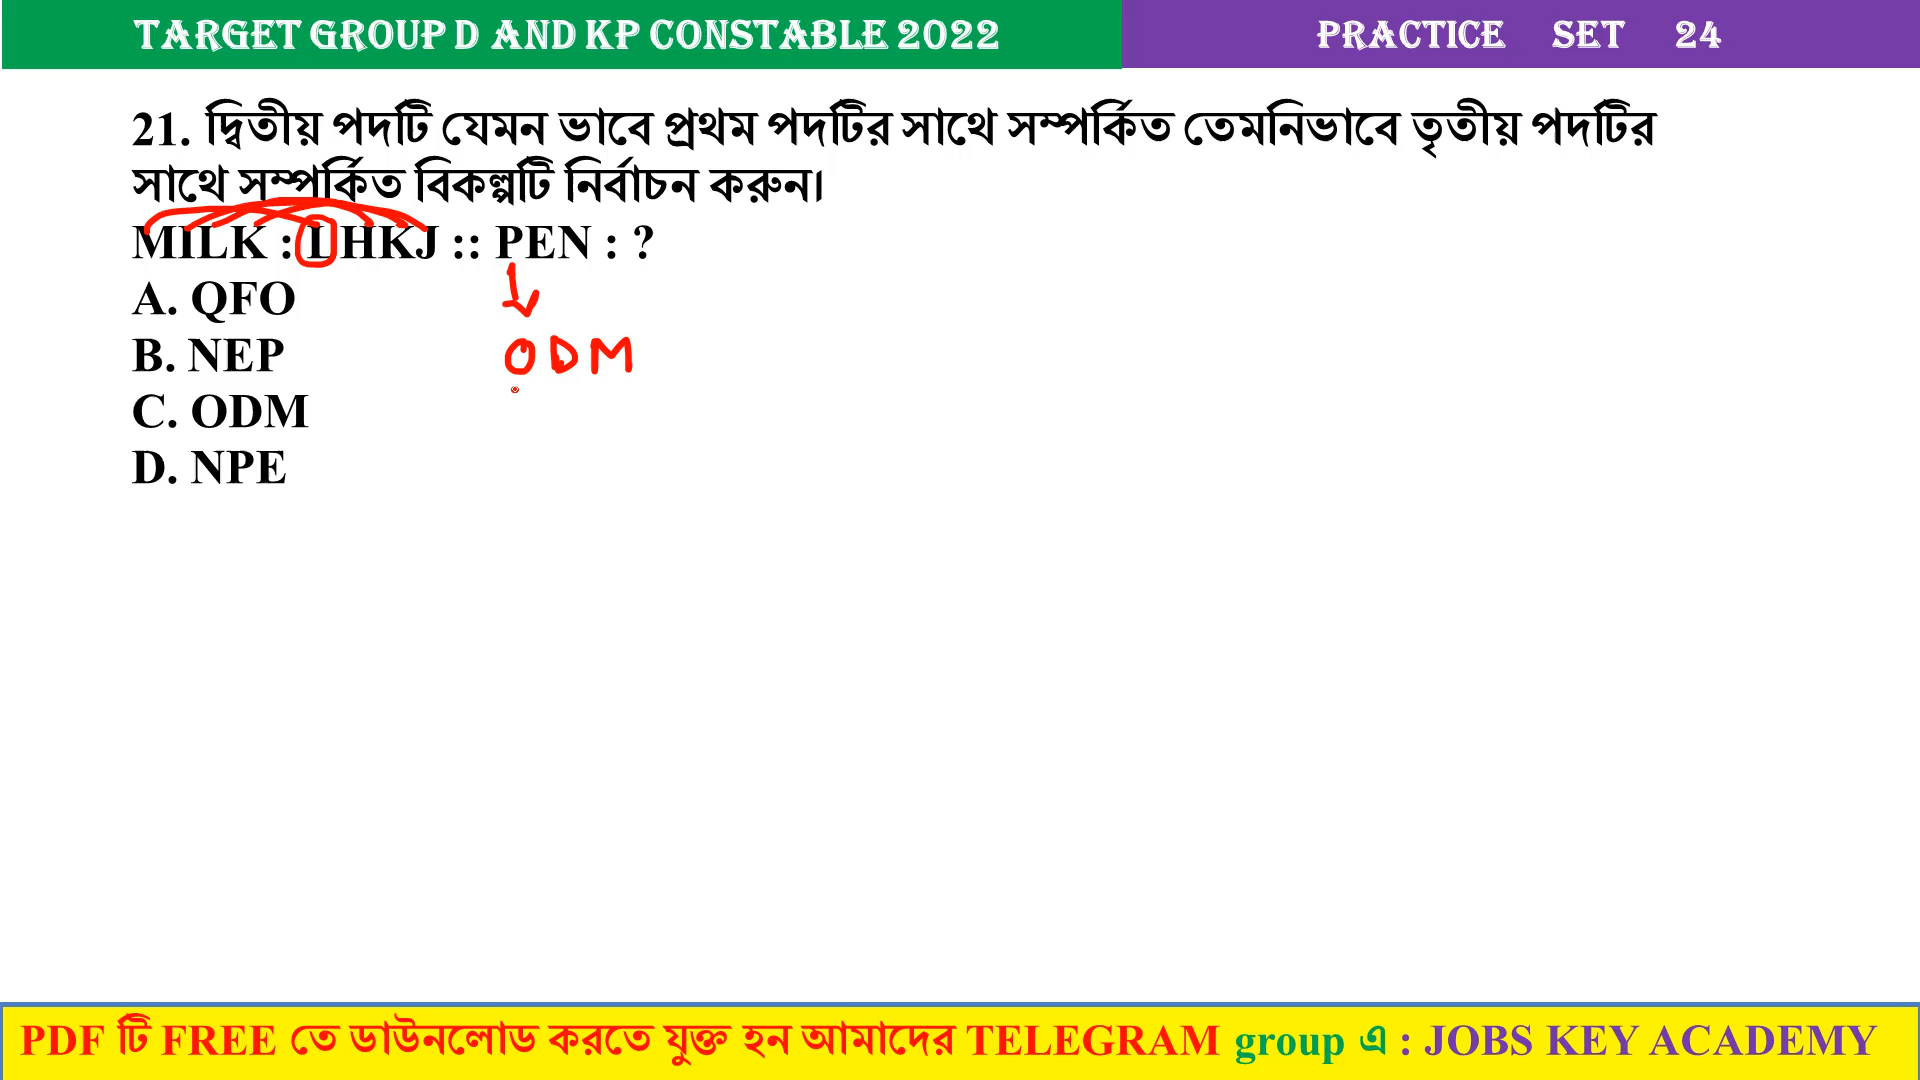 TARGET GROUP D AND KP CONSTABLE 2022 PRACTICE SET 24
21. দ্বিতীয় পদটি যেমন ভাবে প্রথম পদটির সাথে সম্পর্কিত তেমনিভাবে তৃতীয় পদটির
সাথে সম্পর্কিত বিকল্পটি নির্বাচন করুন।
MILK : LHKJ :: PEN : ?
A. QFO
B. NEP
ODM
C. ODM
D. NPE
PDF টি FREE তে ডাউনলোড করতে যুক্ত হন আমাদের TELEGRAM group এ : JOBS KEY ACADEMY